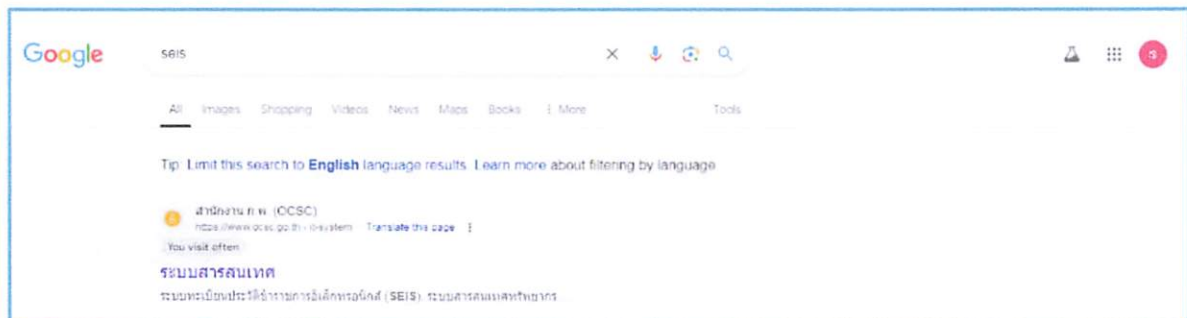 Google
seis
All Images Shopping Videos News Maps Books ⋮ More Tools
Tip: Limit this search to English language results. Learn more about filtering by language
สำนักงาน ก.พ. (OCSC)
https://www.ocsc.go.th › it-system Translate this page ⋮
You visit often
ระบบสารสนเทศ
ระบบทะเบียนประวัติข้าราชการอิเล็กทรอนิกส์ (SEIS). ระบบสารสนเทศทรัพยากร ...